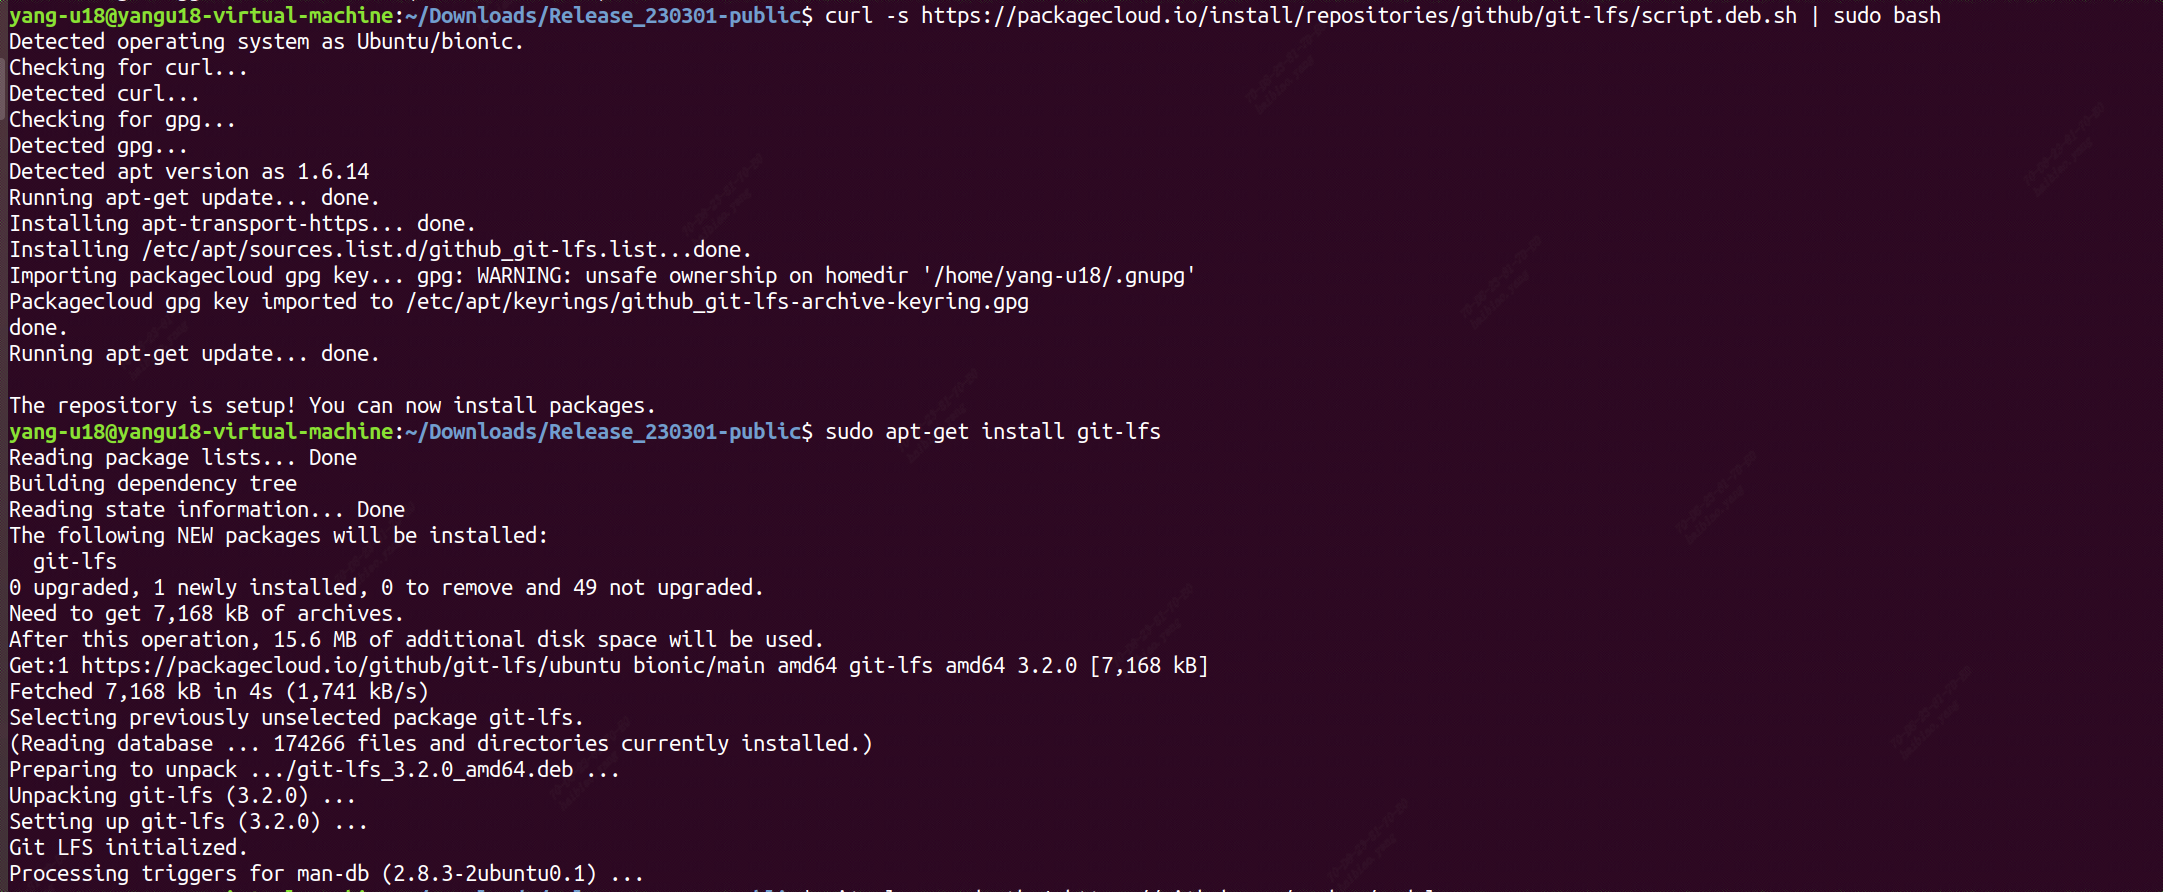 yang-u18@yangu18-virtual-machine:~/Downloads/Release_230301-public$ curl -s https://packagecloud.io/install/repositories/github/git-lfs/script.deb.sh | sudo bash
Detected operating system as Ubuntu/bionic.
Checking for curl...
Detected curl...
Checking for gpg...
Detected gpg...
Detected apt version as 1.6.14
Running apt-get update... done.
Installing apt-transport-https... done.
Installing /etc/apt/sources.list.d/github_git-lfs.list...done.
Importing packagecloud gpg key... gpg: WARNING: unsafe ownership on homedir '/home/yang-u18/.gnupg'
Packagecloud gpg key imported to /etc/apt/keyrings/github_git-lfs-archive-keyring.gpg
done.
Running apt-get update... done.

The repository is setup! You can now install packages.
yang-u18@yangu18-virtual-machine:~/Downloads/Release_230301-public$ sudo apt-get install git-lfs
Reading package lists... Done
Building dependency tree
Reading state information... Done
The following NEW packages will be installed:
  git-lfs
0 upgraded, 1 newly installed, 0 to remove and 49 not upgraded.
Need to get 7,168 kB of archives.
After this operation, 15.6 MB of additional disk space will be used.
Get:1 https://packagecloud.io/github/git-lfs/ubuntu bionic/main amd64 git-lfs amd64 3.2.0 [7,168 kB]
Fetched 7,168 kB in 4s (1,741 kB/s)
Selecting previously unselected package git-lfs.
(Reading database ... 174266 files and directories currently installed.)
Preparing to unpack .../git-lfs_3.2.0_amd64.deb ...
Unpacking git-lfs (3.2.0) ...
Setting up git-lfs (3.2.0) ...
Git LFS initialized.
Processing triggers for man-db (2.8.3-2ubuntu0.1) ...